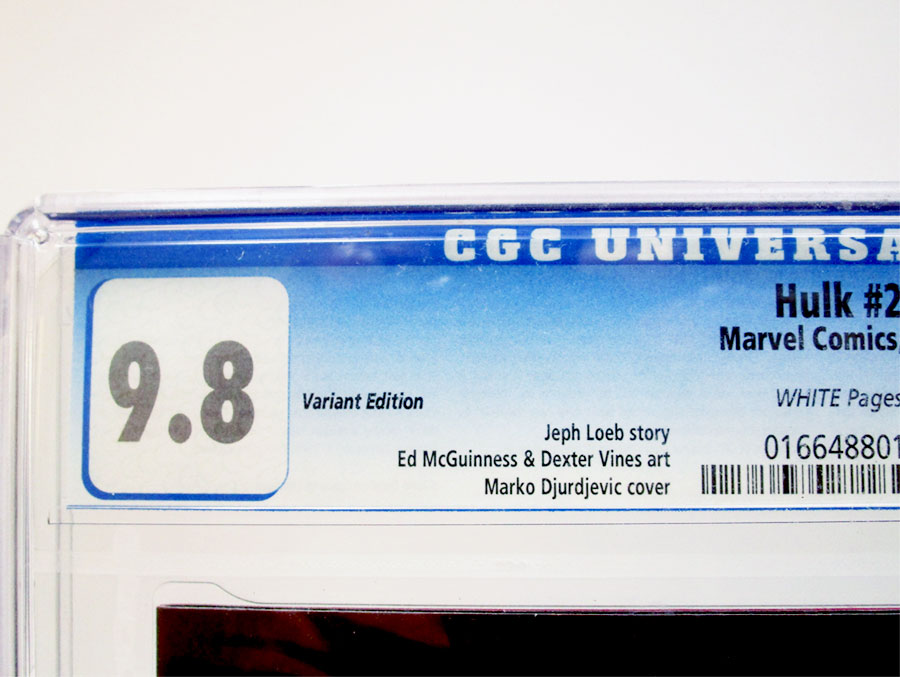 CGC UNIVERSA
Hulk #2
Marvel Comics,
9.8
Variant Edition
WHITE Pages
Jeph Loeb story
Ed McGuinness & Dexter Vines art
Marko Djurdjevic cover
016648801